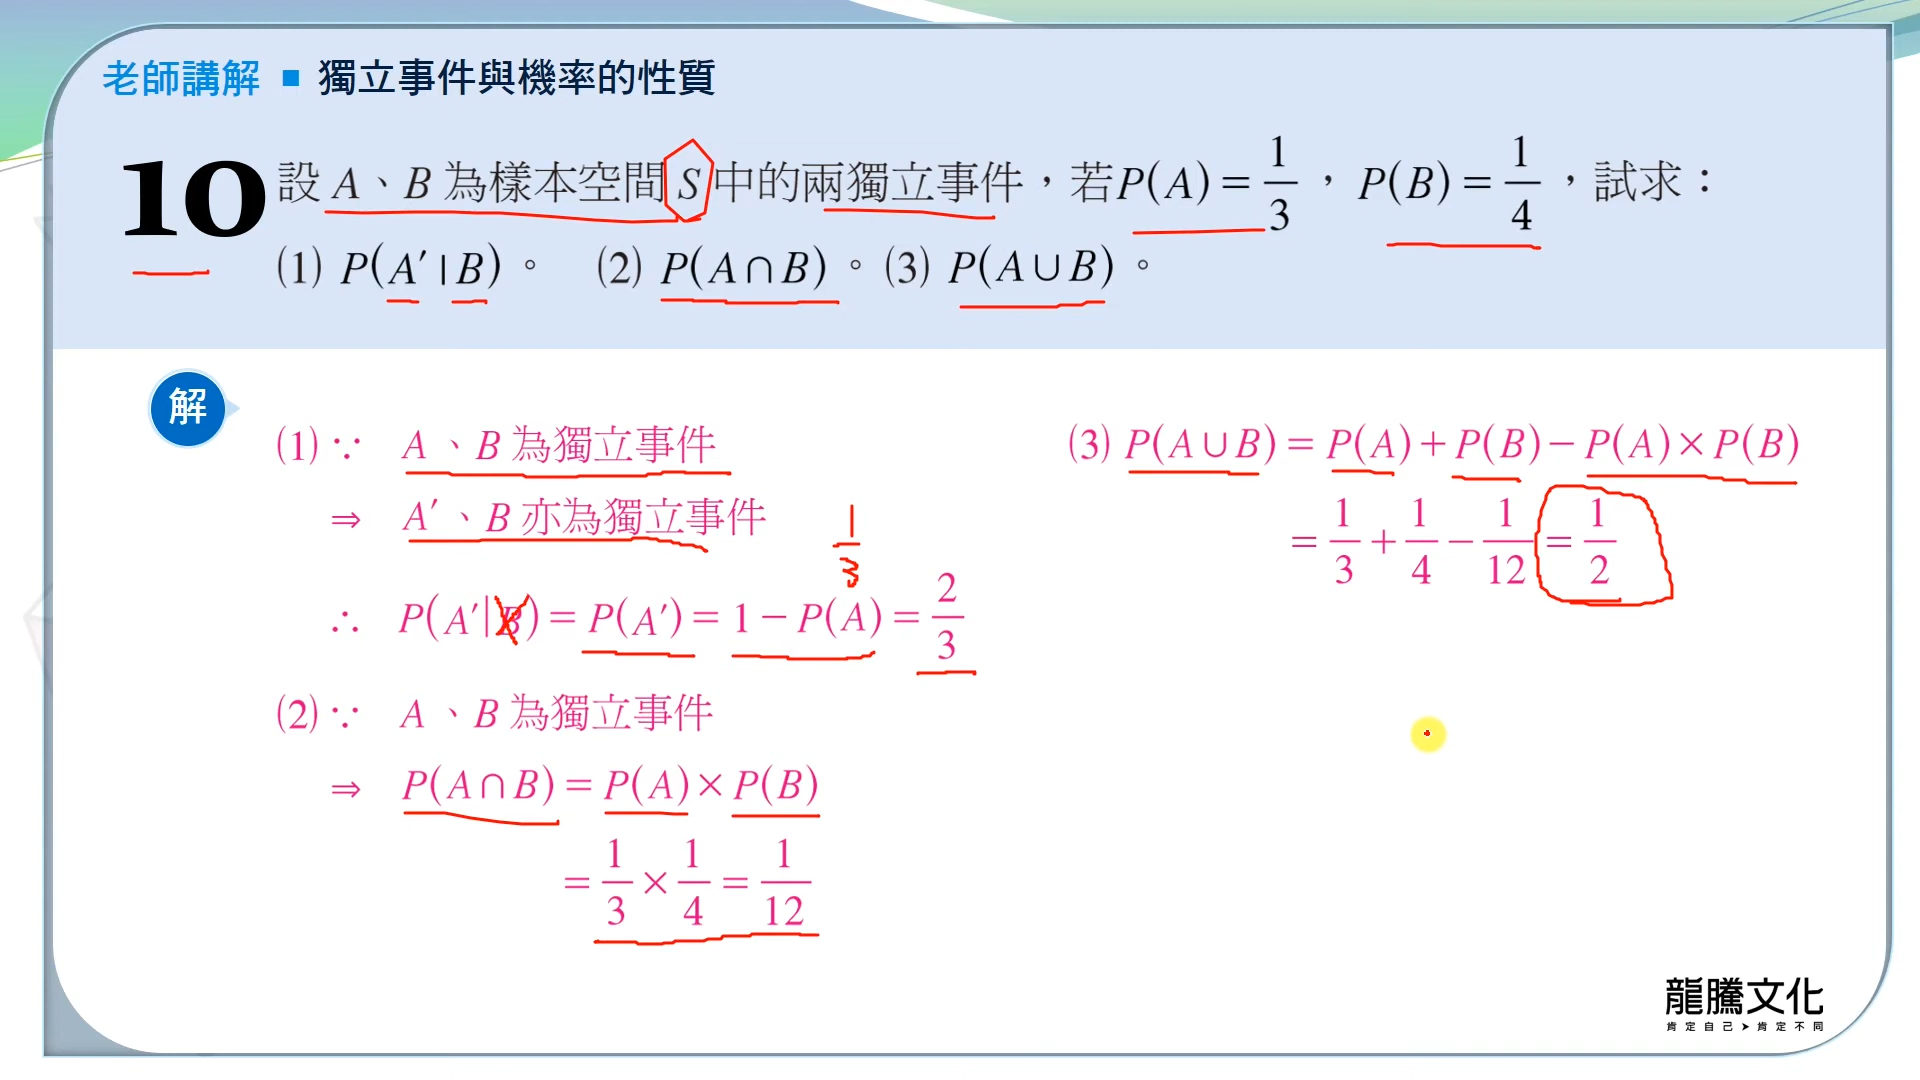 老師講解 ■ 獨立事件與機率的性質
10 設 A、B 為樣本空間 S 中的兩獨立事件，若 P(A) = 1/3，P(B) = 1/4，試求：
(1) P(A′ | B)。 (2) P(A∩B)。 (3) P(A∪B)。
解
(1) ∵ A、B 為獨立事件
⇒ A′、B 亦為獨立事件
1/3
∴ P(A′|B) = P(A′) = 1 − P(A) = 2/3
(2) ∵ A、B 為獨立事件
⇒ P(A∩B) = P(A) × P(B)
= 1/3 × 1/4 = 1/12
(3) P(A∪B) = P(A) + P(B) − P(A) × P(B)
= 1/3 + 1/4 − 1/12 = 1/2
龍騰文化
肯定自己➤肯定不同